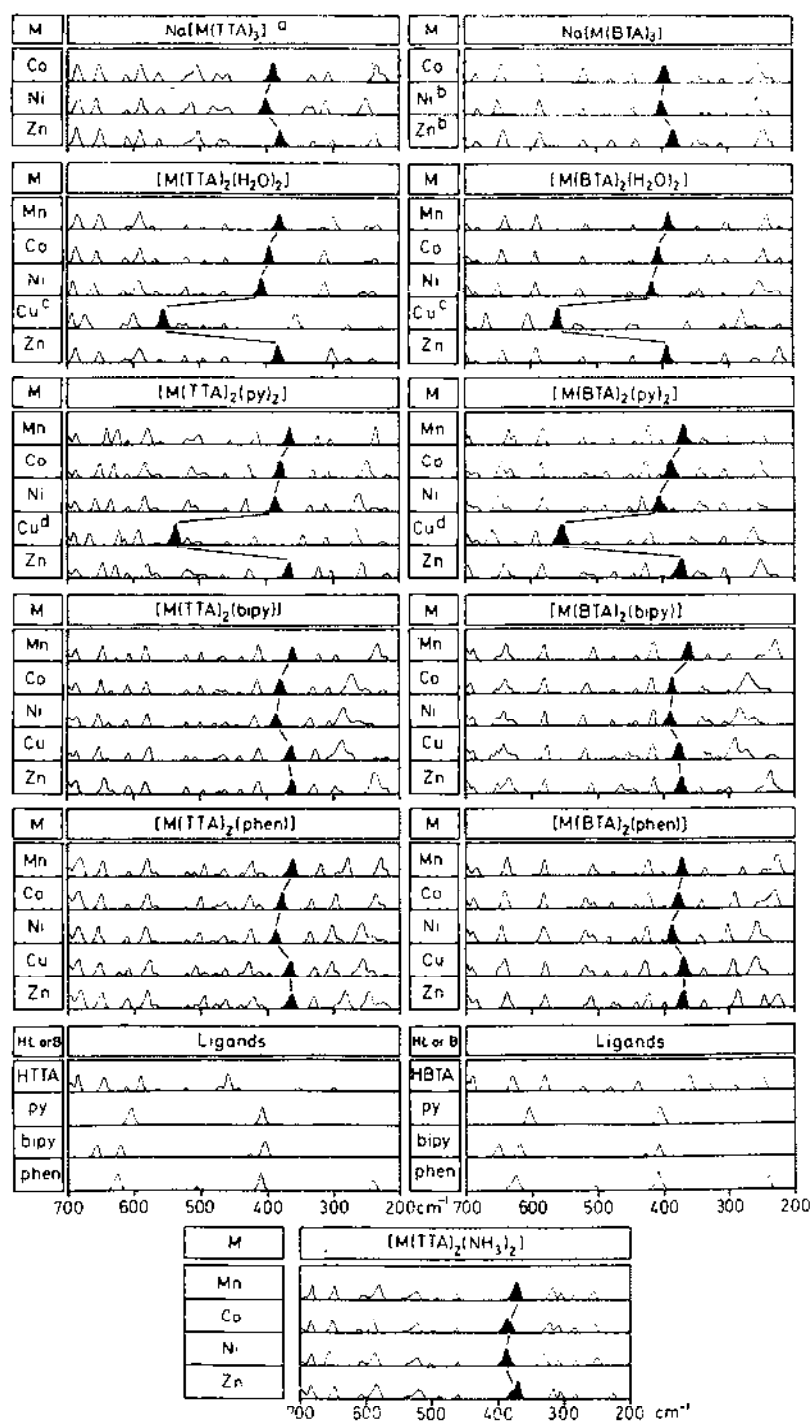 M Na[M(TTA)₃] a
Co
Ni
Zn
M Na[M(BTA)₃]
Co
Ni b
Zn b
M [M(TTA)₂(H₂O)₂]
Mn
Co
Ni
Cu c
Zn
M [M(BTA)₂(H₂O)₂]
Mn
Co
Ni
Cu c
Zn
M [M(TTA)₂(py)₂]
Mn
Co
Ni
Cu d
Zn
M [M(BTA)₂(py)₂]
Mn
Co
Ni
Cu d
Zn
M [M(TTA)₂(bipy)]
Mn
Co
Ni
Cu
Zn
M [M(BTA)₂(bipy)]
Mn
Co
Ni
Cu
Zn
M [M(TTA)₂(phen)]
Mn
Co
Ni
Cu
Zn
M [M(BTA)₂(phen)]
Mn
Co
Ni
Cu
Zn
HL or B Ligands
HTTA
py
bipy
phen
700 600 500 400 300 200 cm⁻¹
HL or B Ligands
HBTA
py
bipy
phen
700 600 500 400 300 200
M [M(TTA)₂(NH₃)₂]
Mn
Co
Ni
Zn
700 600 500 400 300 200 cm⁻¹